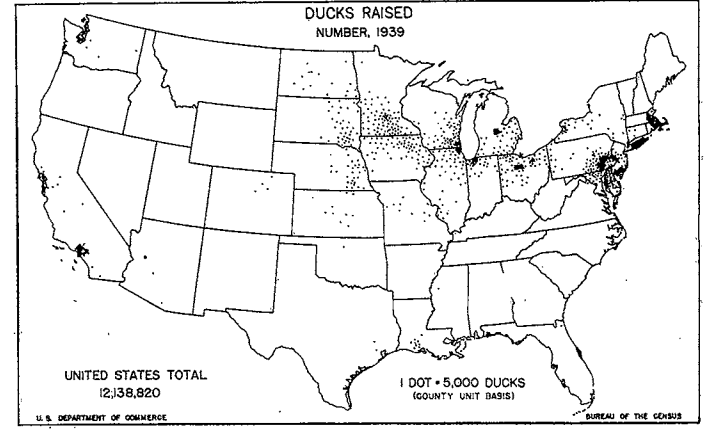 DUCKS RAISED
NUMBER, 1939
UNITED STATES TOTAL
12,138,820
1 DOT = 5,000 DUCKS
(COUNTY UNIT BASIS)
U. S. DEPARTMENT OF COMMERCE
BUREAU OF THE CENSUS